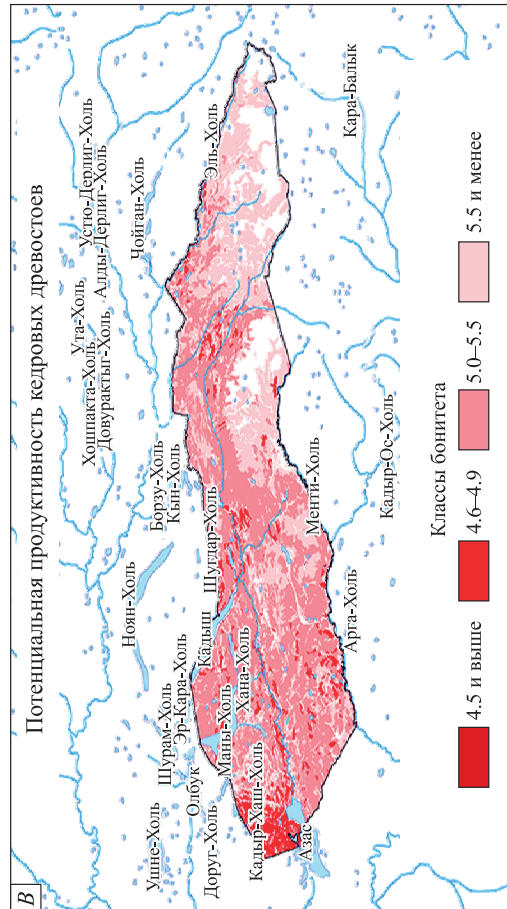 В
Потенциальная продуктивность кедровых древостоев
Ушне-Холь
Шурам-Холь
Эр-Кара-Холь
Олбук
Доруг-Холь
Маны-Холь
Кадыр-Хаш-Холь
Азас
Хана-Холь
Кадыш
Нойн-Холь
Шугдар-Холь
Борзу-Холь
Кын-Холь
Хошпакта-Холь
Довурактыг-Холь
Ута-Холь
Алды-Дерлиг-Холь
Устю-Дерлиг-Холь
Чойган-Холь
Эль-Холь
Кара-Балык
Менги-Холь
Кадыр-Ос-Холь
Арга-Холь
Классы бонитета
4.5 и выше
4.6–4.9
5.0–5.5
5.5 и менее